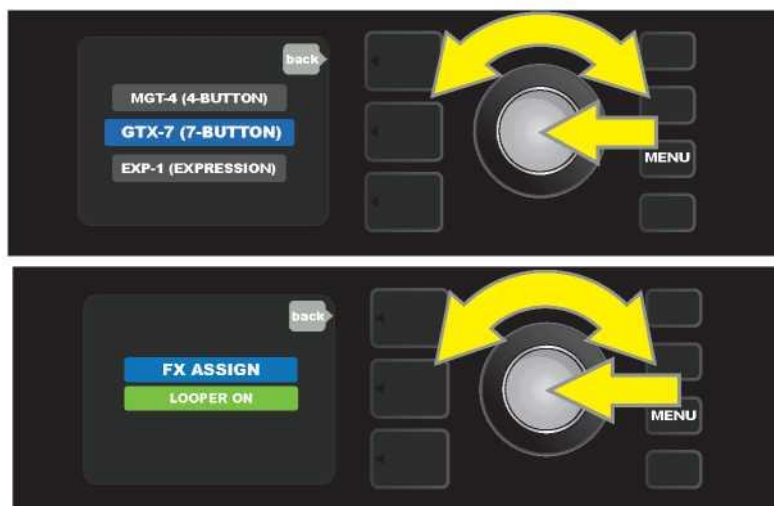 back
MGT-4 (4-BUTTON)
GTX-7 (7-BUTTON)
EXP-1 (EXPRESSION)
MENU
back
FX ASSIGN
LOOPER ON
MENU